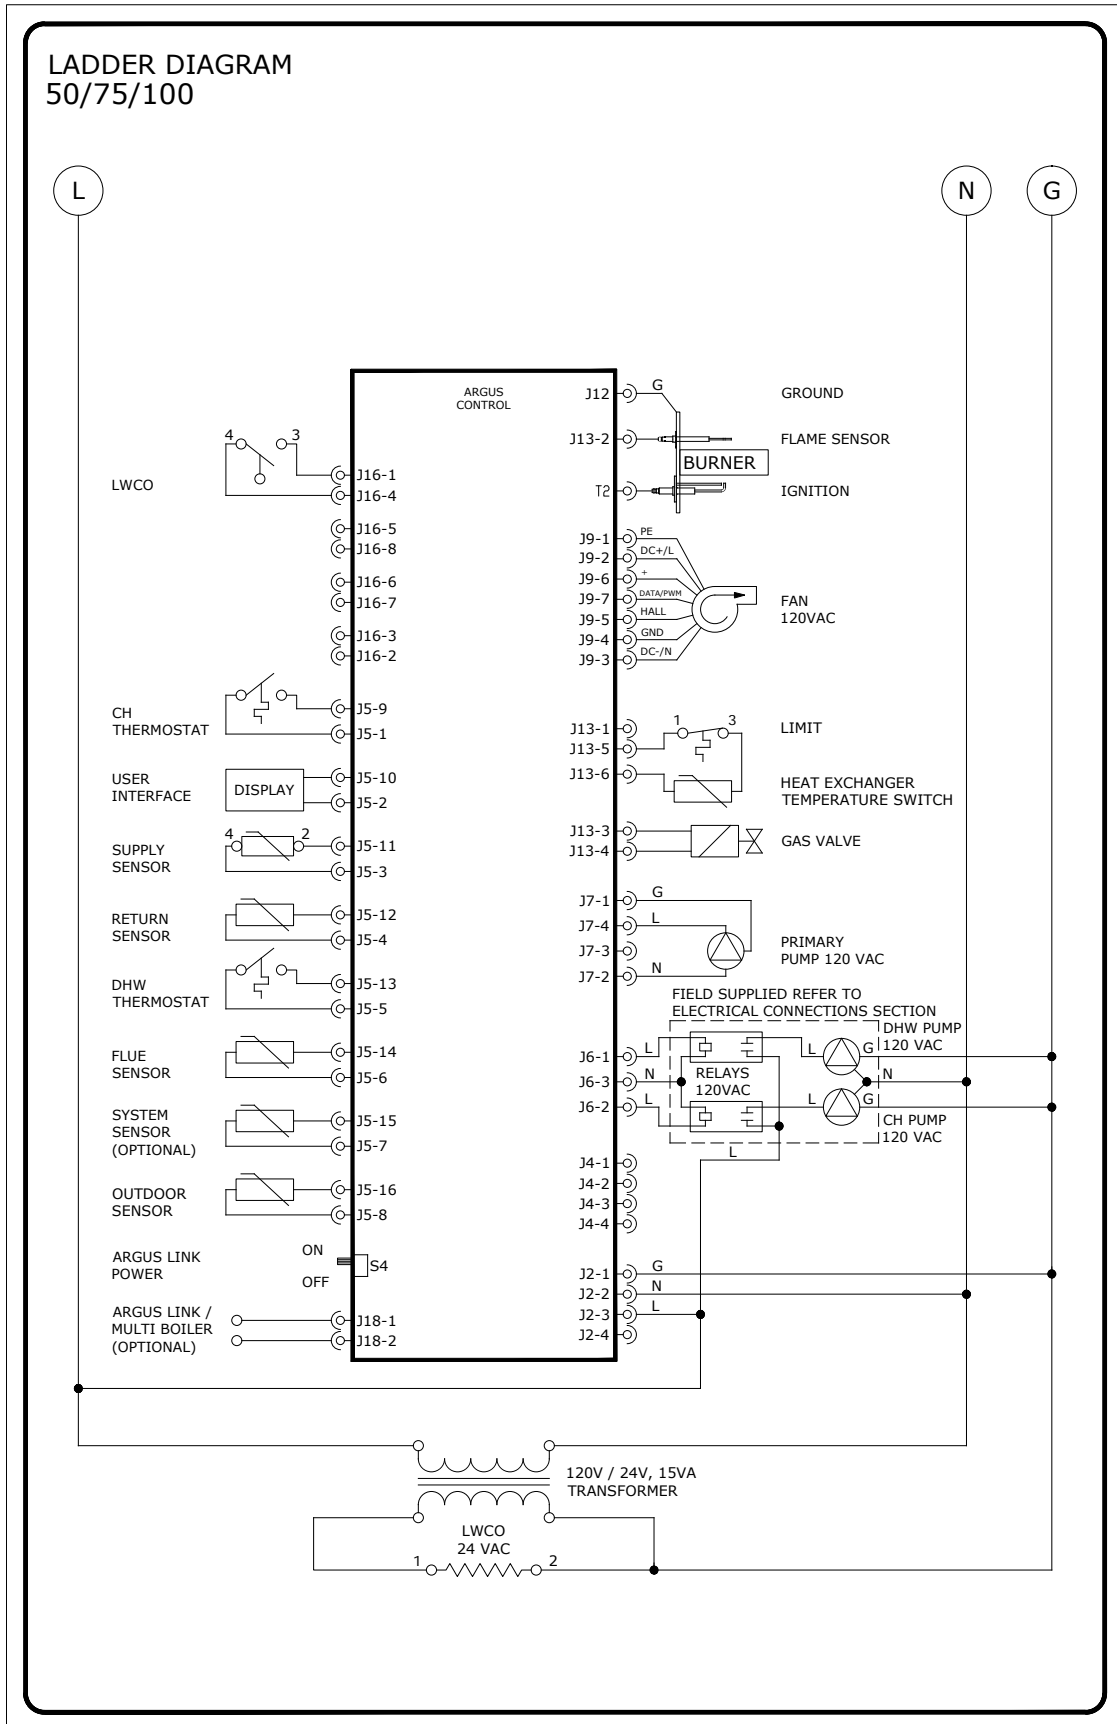 LADDER DIAGRAM
50/75/100
L
N
G
ARGUS
CONTROL
LWCO
4
3
J16-1
J16-4
J16-5
J16-8
J16-6
J16-7
J16-3
J16-2
CH
THERMOSTAT
J5-9
J5-1
USER
INTERFACE
DISPLAY
J5-10
J5-2
SUPPLY
SENSOR
4
2
J5-11
J5-3
RETURN
SENSOR
J5-12
J5-4
DHW
THERMOSTAT
J5-13
J5-5
FLUE
SENSOR
J5-14
J5-6
SYSTEM
SENSOR
(OPTIONAL)
J5-15
J5-7
OUTDOOR
SENSOR
J5-16
J5-8
ARGUS LINK
POWER
ON
OFF
S4
ARGUS LINK /
MULTI BOILER
(OPTIONAL)
J18-1
J18-2
J12
G
GROUND
J13-2
FLAME SENSOR
BURNER
T2
IGNITION
J9-1
PE
J9-2
DC+/L
J9-6
+
J9-7
DATA/PWM
J9-5
HALL
J9-4
GND
J9-3
DC-/N
FAN
120VAC
J13-1
J13-5
J13-6
1
3
LIMIT
HEAT EXCHANGER
TEMPERATURE SWITCH
J13-3
J13-4
GAS VALVE
J7-1
G
J7-4
L
J7-3
J7-2
N
PRIMARY
PUMP 120 VAC
FIELD SUPPLIED REFER TO
ELECTRICAL CONNECTIONS SECTION
DHW PUMP
120 VAC
J6-1
L
J6-3
N
J6-2
L
RELAYS
120VAC
L
G
N
L
G
CH PUMP
120 VAC
L
J4-1
J4-2
J4-3
J4-4
J2-1
G
J2-2
N
J2-3
L
J2-4
120V / 24V, 15VA
TRANSFORMER
LWCO
24 VAC
1
2